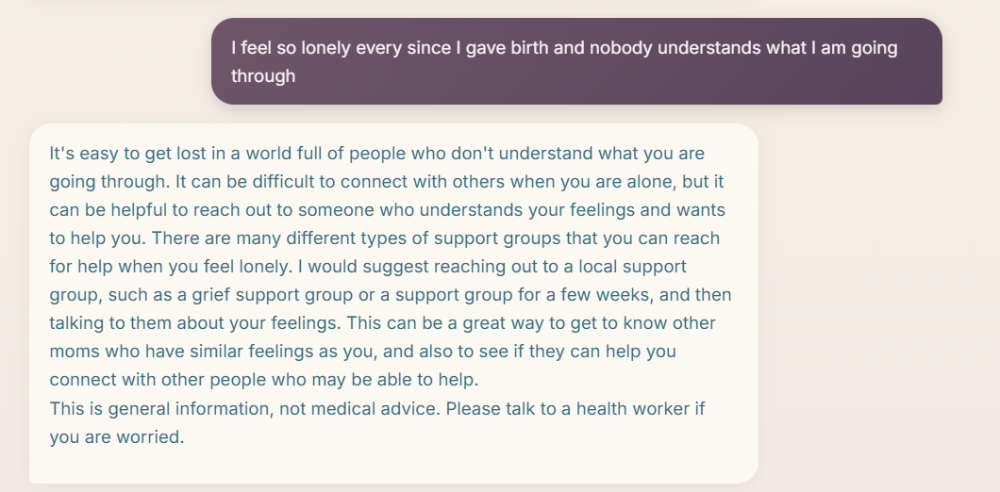 I feel so lonely every since I gave birth and nobody understands what I am going
through
It's easy to get lost in a world full of people who don't understand what you are
going through. It can be difficult to connect with others when you are alone, but it
can be helpful to reach out to someone who understands your feelings and wants
to help you. There are many different types of support groups that you can reach
for help when you feel lonely. I would suggest reaching out to a local support
group, such as a grief support group or a support group for a few weeks, and then
talking to them about your feelings. This can be a great way to get to know other
moms who have similar feelings as you, and also to see if they can help you
connect with other people who may be able to help.
This is general information, not medical advice. Please talk to a health worker if
you are worried.